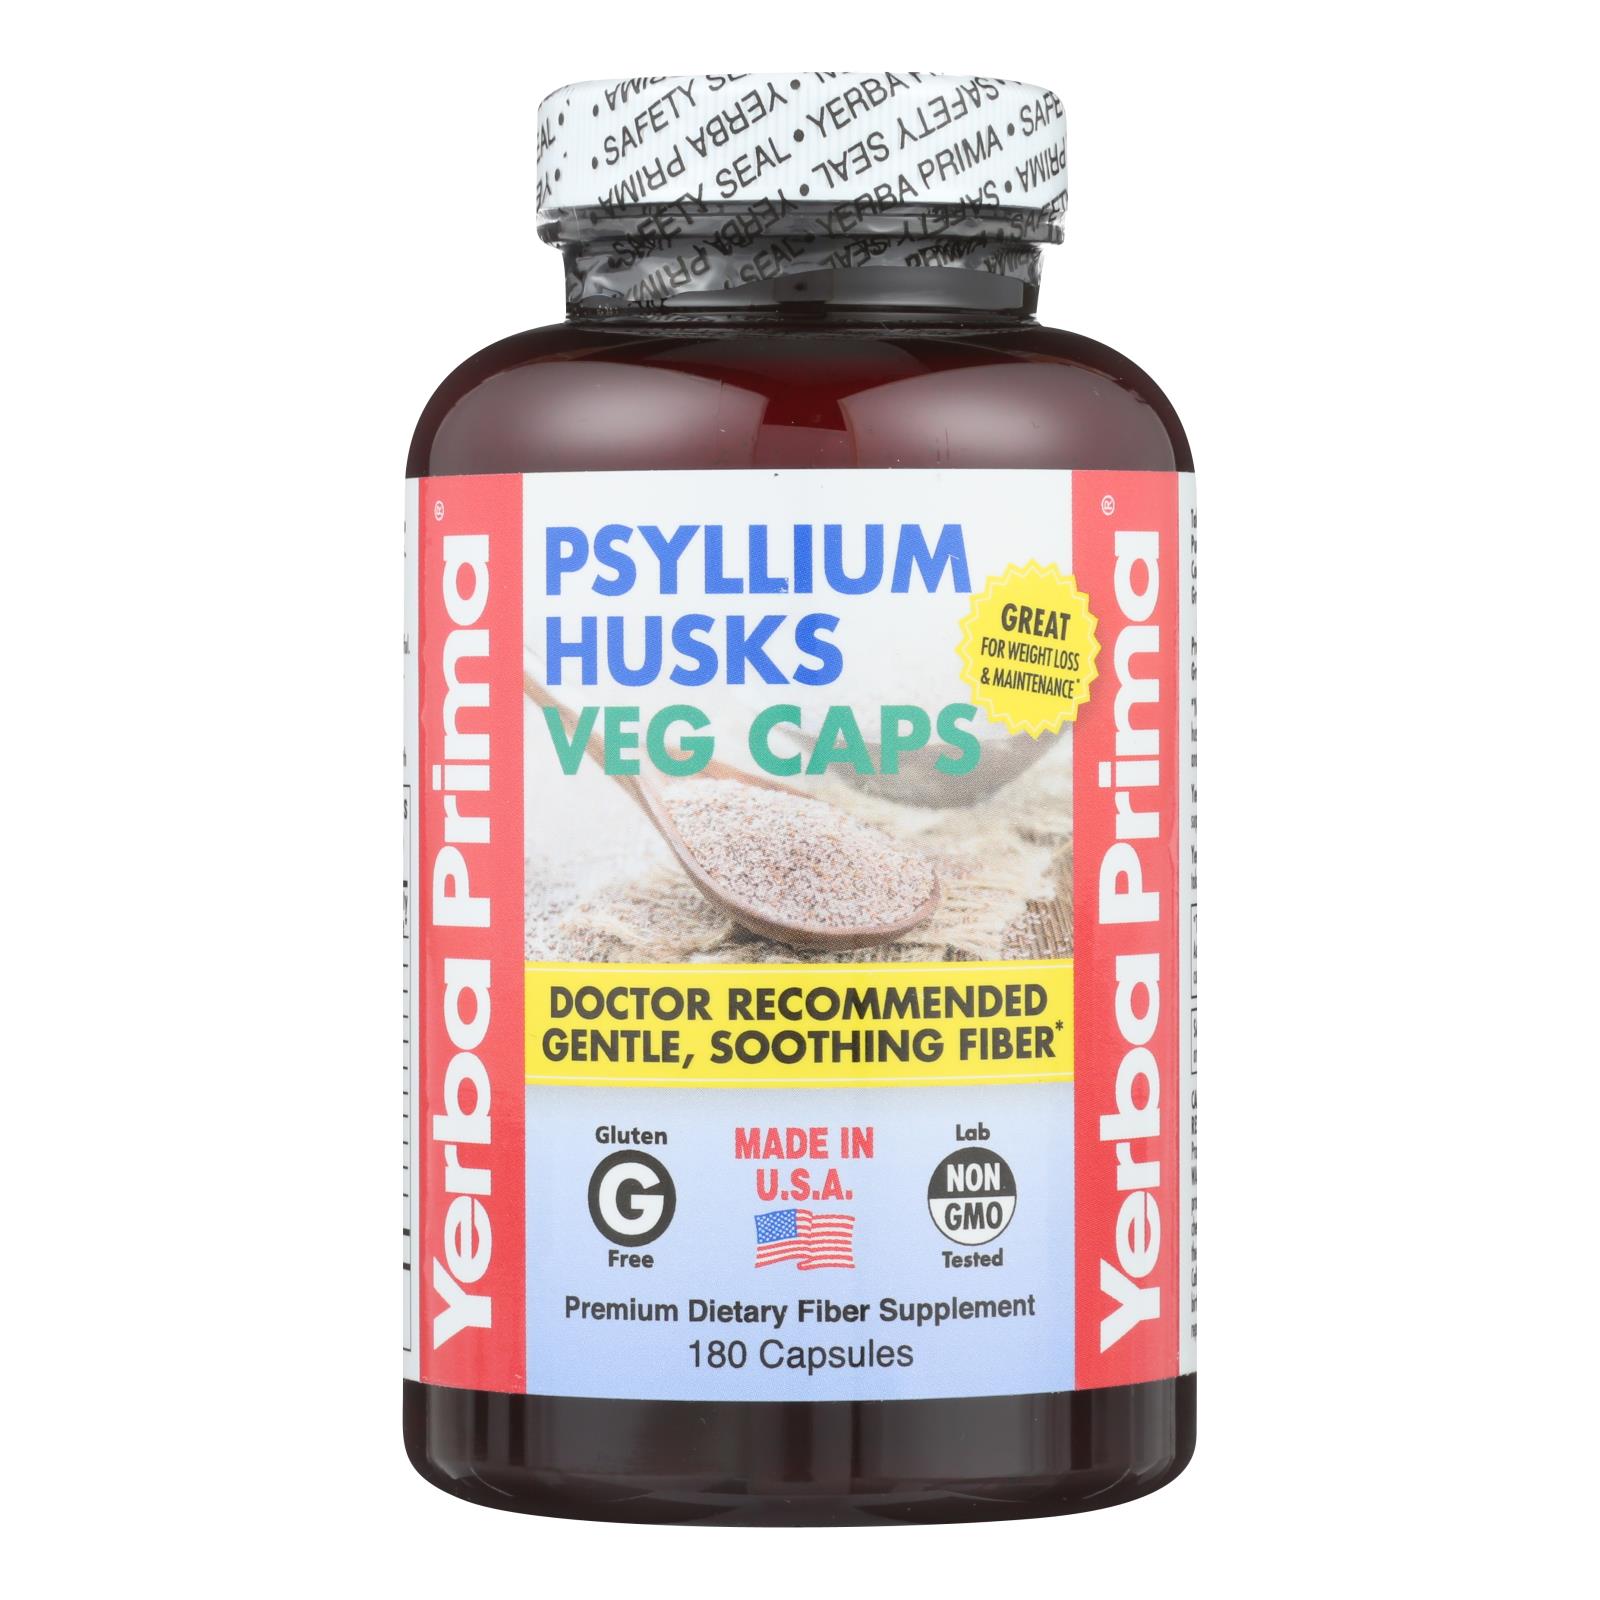 SAFETY SEAL • YERBA PRIMA • SAFETY SEAL • YERBA PRIMA
Yerba Prima®
PSYLLIUM
HUSKS
VEG CAPS
GREAT
FOR WEIGHT LOSS
& MAINTENANCE*
DOCTOR RECOMMENDED
GENTLE, SOOTHING FIBER*
Gluten
G
Free
MADE IN
U.S.A.
Lab
NON
GMO
Tested
Premium Dietary Fiber Supplement
180 Capsules
Yerba Prima®